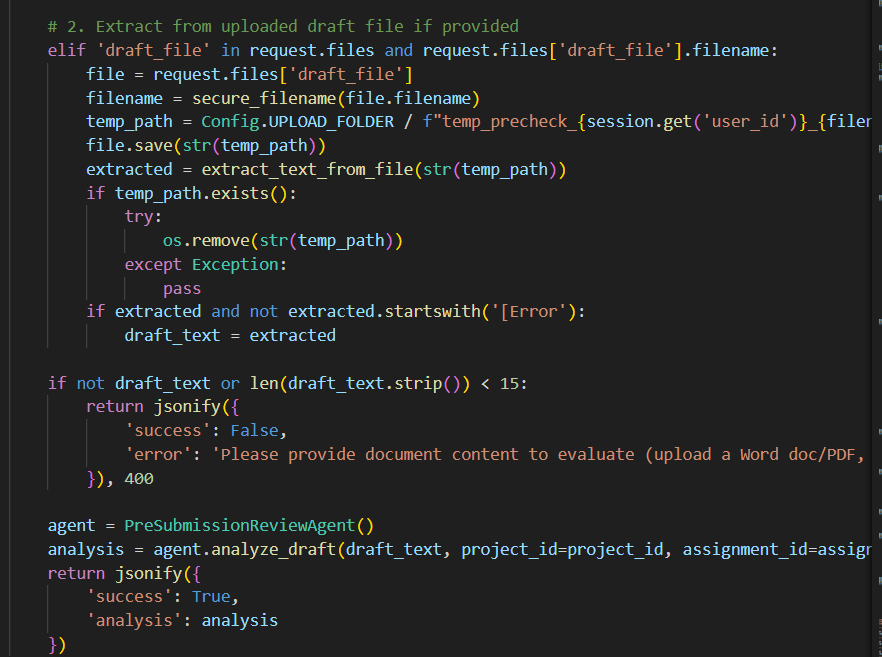 # 2. Extract from uploaded draft file if provided
elif 'draft_file' in request.files and request.files['draft_file'].filename:
file = request.files['draft_file']
filename = secure_filename(file.filename)
temp_path = Config.UPLOAD_FOLDER / f"temp_precheck_{session.get('user_id')}_{filer
file.save(str(temp_path))
extracted = extract_text_from_file(str(temp_path))
if temp_path.exists():
try:
os.remove(str(temp_path))
except Exception:
pass
if extracted and not extracted.startswith('[Error'):
draft_text = extracted
if not draft_text or len(draft_text.strip()) < 15:
return jsonify({
'success': False,
'error': 'Please provide document content to evaluate (upload a Word doc/PDF,
}), 400
agent = PreSubmissionReviewAgent()
analysis = agent.analyze_draft(draft_text, project_id=project_id, assignment_id=assigr
return jsonify({
'success': True,
'analysis': analysis
})